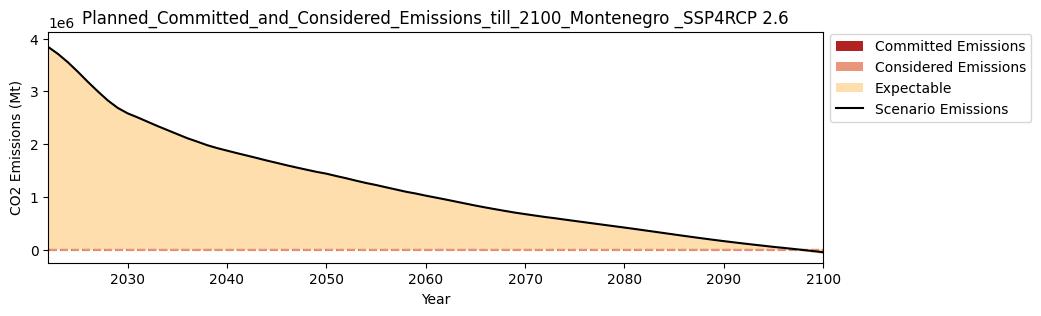 Planned_Committed_and_Considered_Emissions_till_2100_Montenegro _SSP4RCP 2.6
1e6
4
3
2
1
0
CO2 Emissions (Mt)
2030 2040 2050 2060 2070 2080 2090 2100
Year
Committed Emissions
Considered Emissions
Expectable
Scenario Emissions